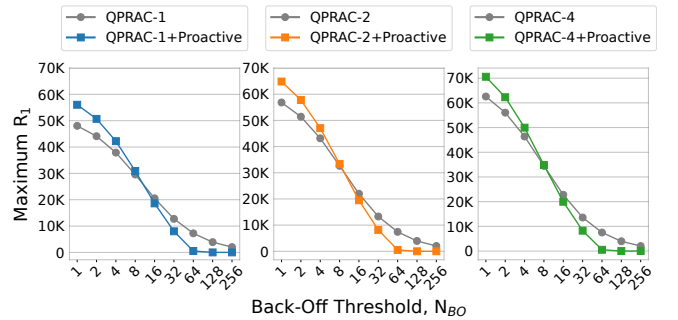 QPRAC-1
QPRAC-1+Proactive
QPRAC-2
QPRAC-2+Proactive
QPRAC-4
QPRAC-4+Proactive
Maximum R₁
70K
60K
50K
40K
30K
20K
10K
0
1 2 4 8 16 32 64 128 256
70K
60K
50K
40K
30K
20K
10K
0
1 2 4 8 16 32 64 128 256
70K
60K
50K
40K
30K
20K
10K
0
1 2 4 8 16 32 64 128 256
Back-Off Threshold, N_BO